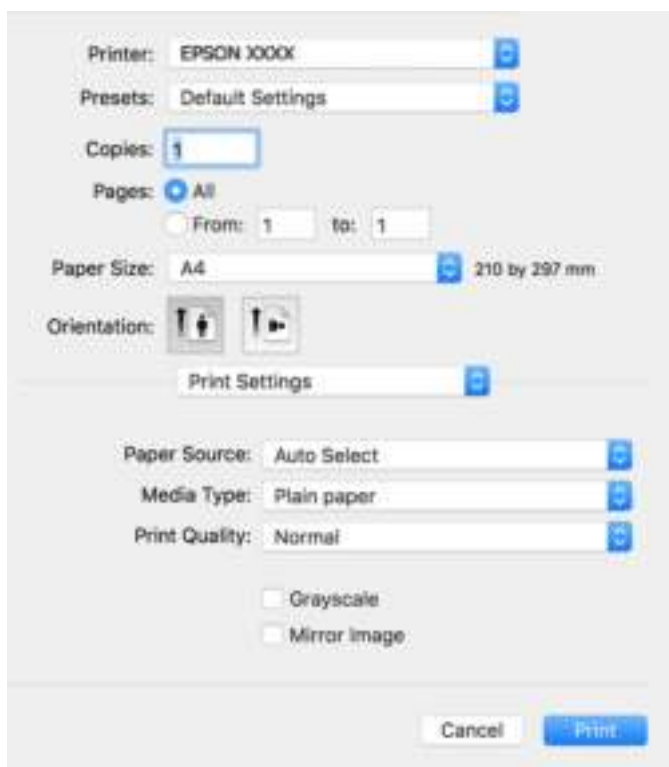 Printer: EPSON XXXX
Presets: Default Settings
Copies: 1
Pages: All
From: 1 to: 1
Paper Size: A4 210 by 297 mm
Orientation:
Print Settings
Paper Source: Auto Select
Media Type: Plain paper
Print Quality: Normal
Grayscale
Mirror Image
Cancel Print